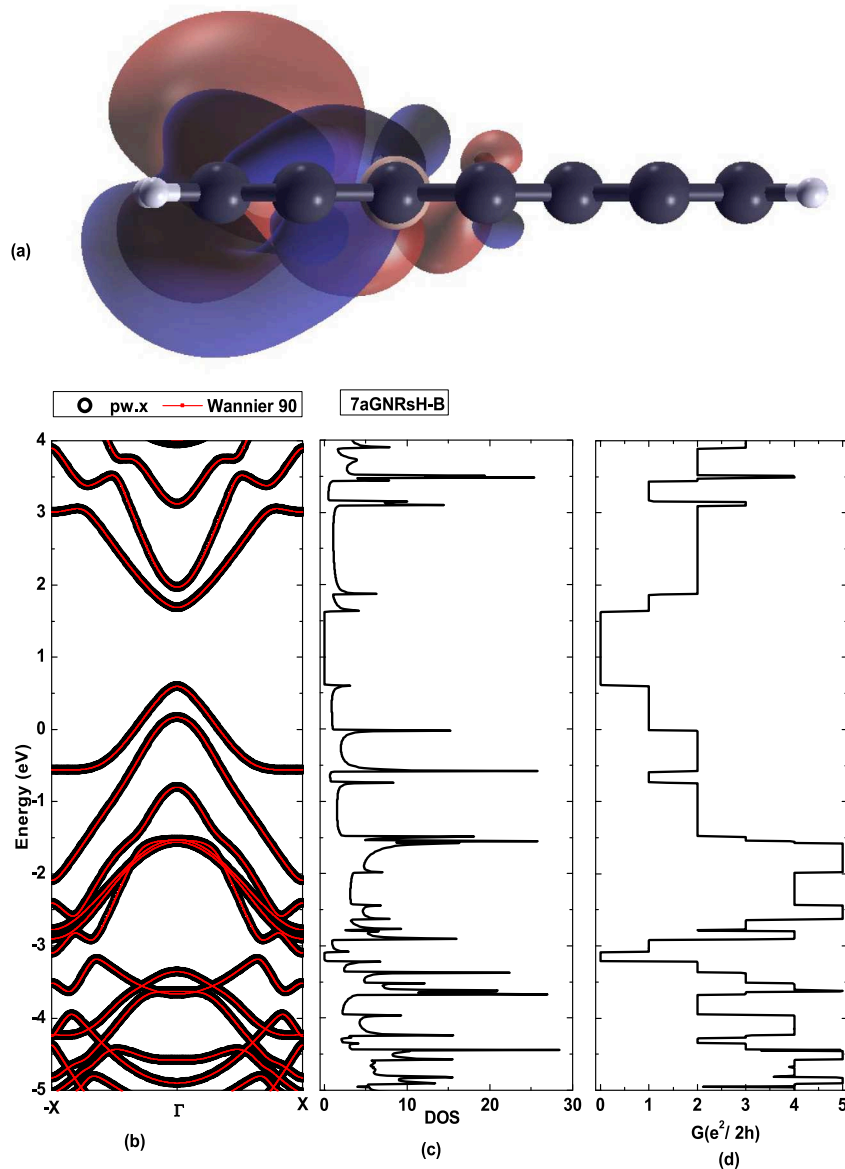 (a)
pw.x Wannier 90 7aGNRsH-B
4
3
2
1
0
-1
-2
-3
-4
-5
Energy (eV)
-X Γ X
0 10 20 30
DOS
0 1 2 3 4 5
G(e²/ 2h)
(b) (c) (d)